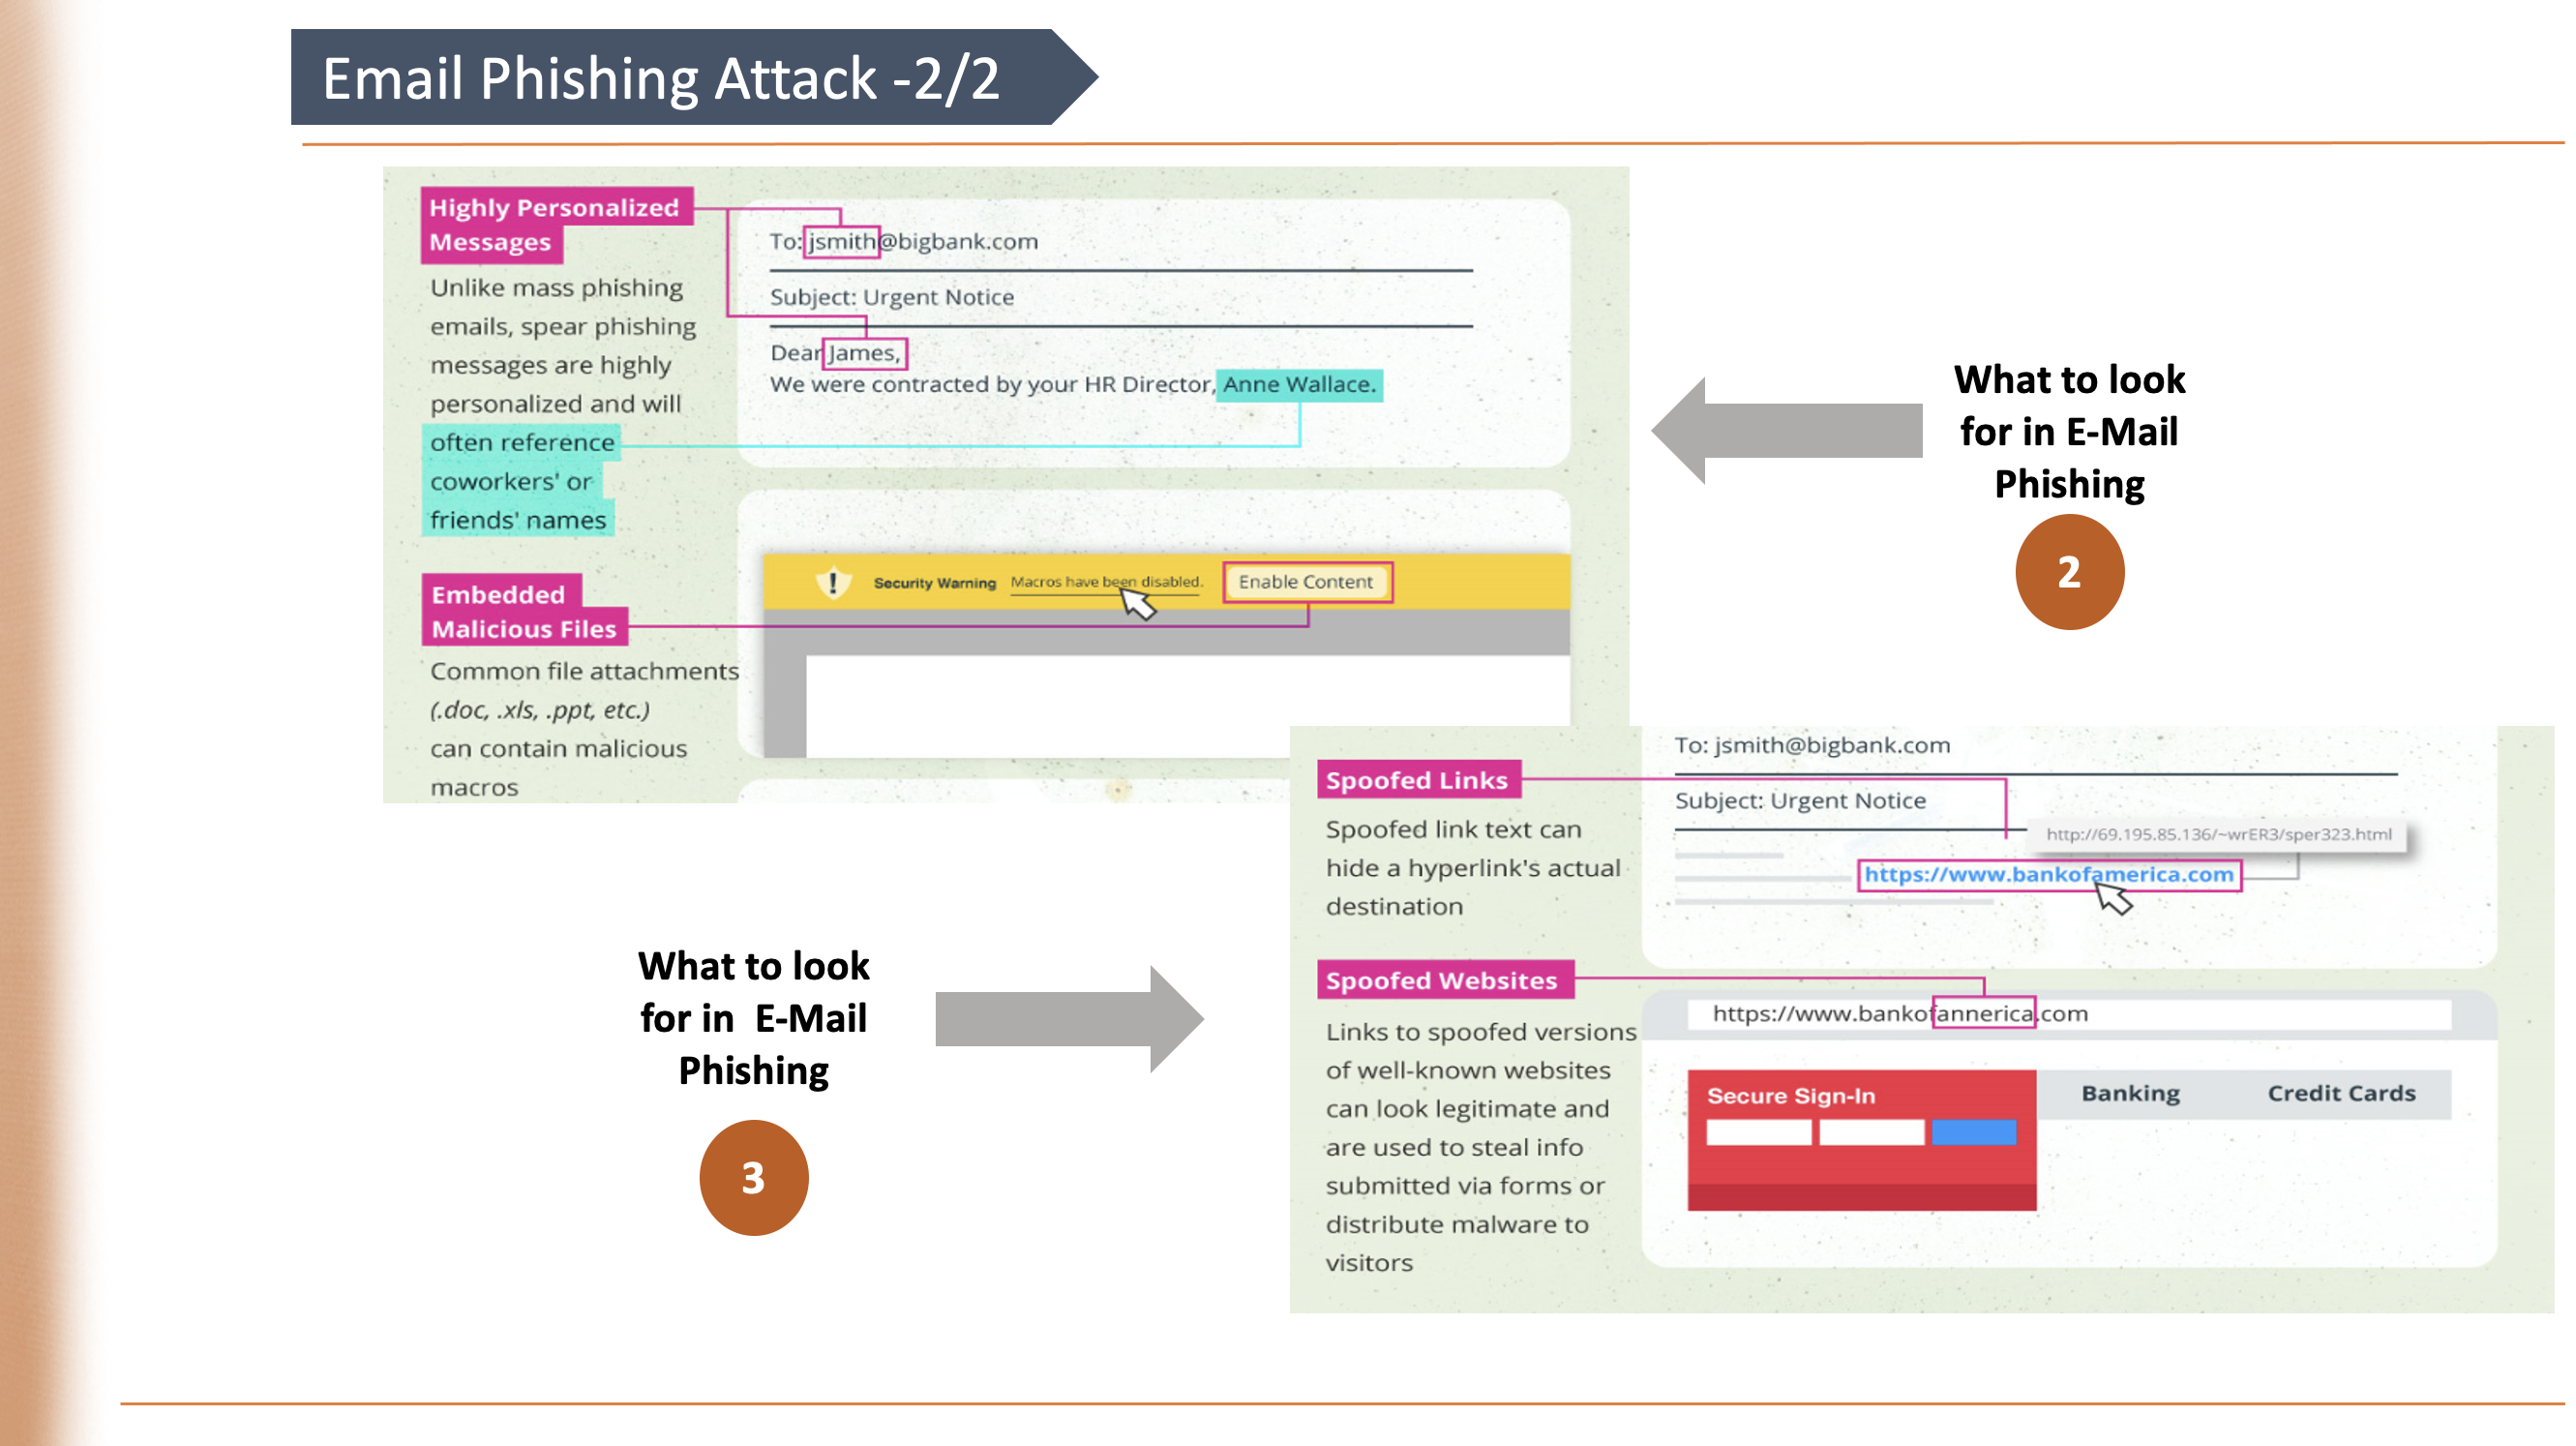 Email Phishing Attack -2/2
Highly Personalized
Messages
Unlike mass phishing
emails, spear phishing
messages are highly
personalized and will
often reference
coworkers' or
friends' names
To: jsmith@bigbank.com
Subject: Urgent Notice
Dear James,
We were contracted by your HR Director, Anne Wallace.
What to look
for in E-Mail
Phishing
2
Embedded
Malicious Files
Common file attachments
(.doc, .xls, .ppt, etc.)
can contain malicious
macros
! Security Warning Macros have been disabled. Enable Content
What to look
for in E-Mail
Phishing
3
Spoofed Links
Spoofed link text can
hide a hyperlink's actual
destination
To: jsmith@bigbank.com
Subject: Urgent Notice
http://69.195.85.136/~wrER3/sper323.html
https://www.bankofamerica.com
Spoofed Websites
Links to spoofed versions
of well-known websites
can look legitimate and
are used to steal info
submitted via forms or
distribute malware to
visitors
https://www.bankofannerica.com
Secure Sign-In
Banking
Credit Cards